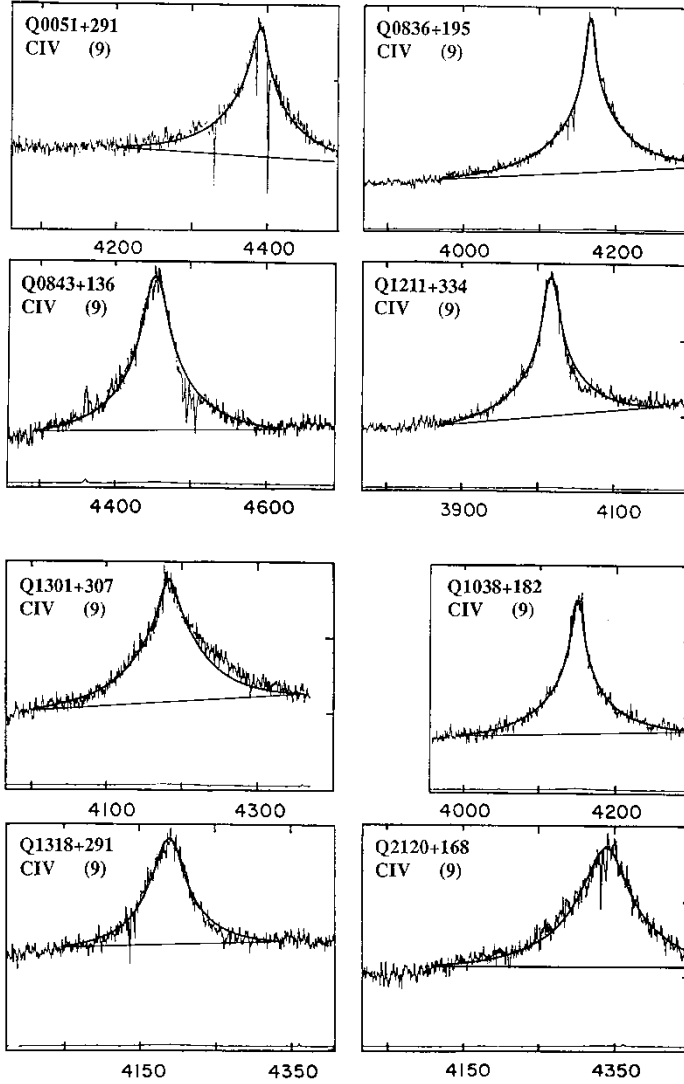 Q0051+291
CIV (9)
4200 4400
Q0836+195
CIV (9)
4000 4200
Q0843+136
CIV (9)
4400 4600
Q1211+334
CIV (9)
3900 4100
Q1301+307
CIV (9)
4100 4300
Q1038+182
CIV (9)
4000 4200
Q1318+291
CIV (9)
4150 4350
Q2120+168
CIV (9)
4150 4350